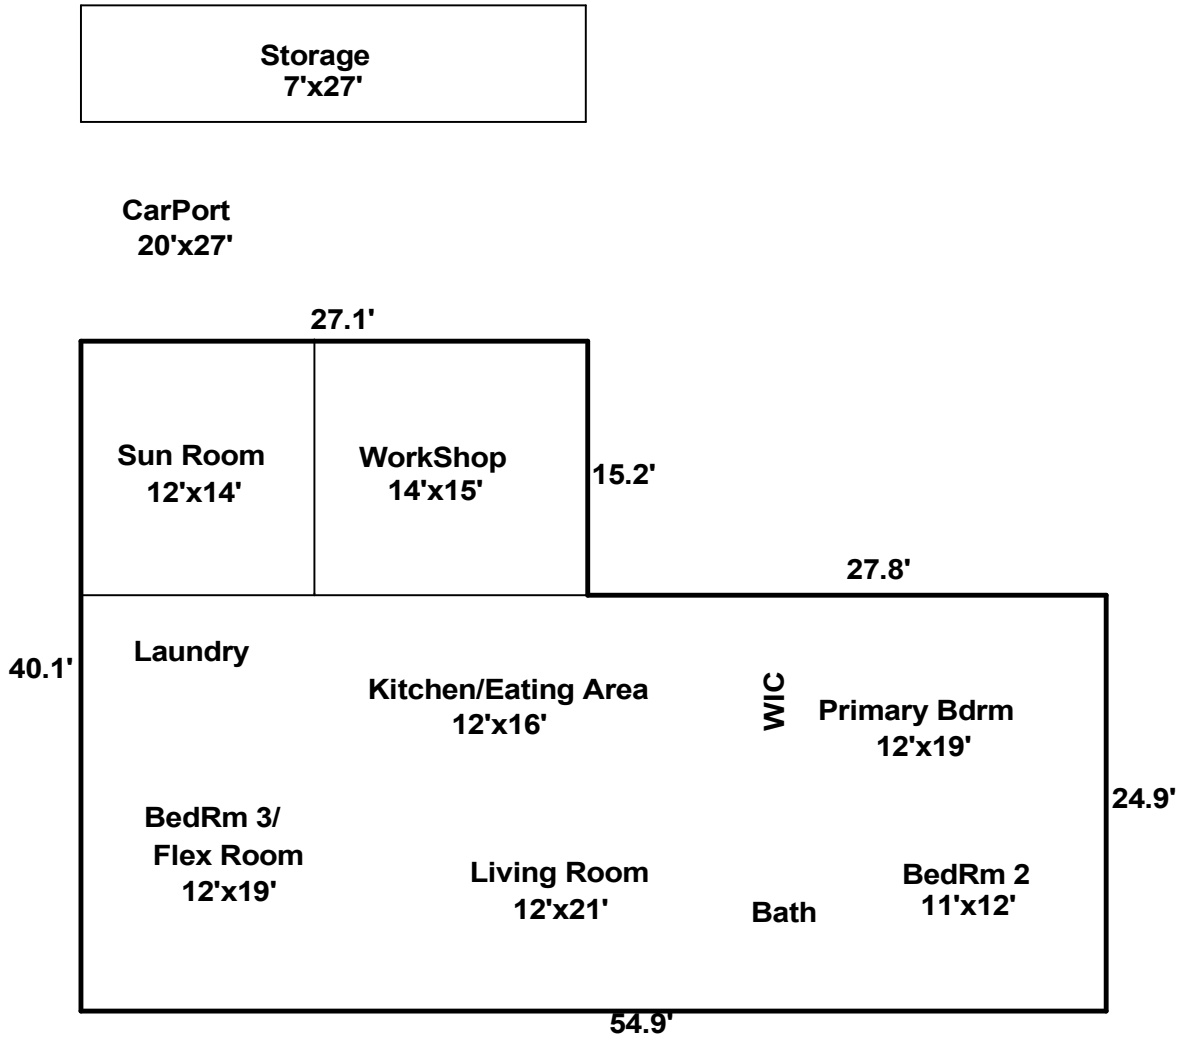 Storage
7'x27'
CarPort
20'x27'
27.1'
Sun Room
12'x14'
WorkShop
14'x15'
15.2'
27.8'
40.1'
Laundry
Kitchen/Eating Area
12'x16'
WIC
Primary Bdrm
12'x19'
24.9'
BedRm 3/
Flex Room
12'x19'
Living Room
12'x21'
Bath
BedRm 2
11'x12'
54.9'